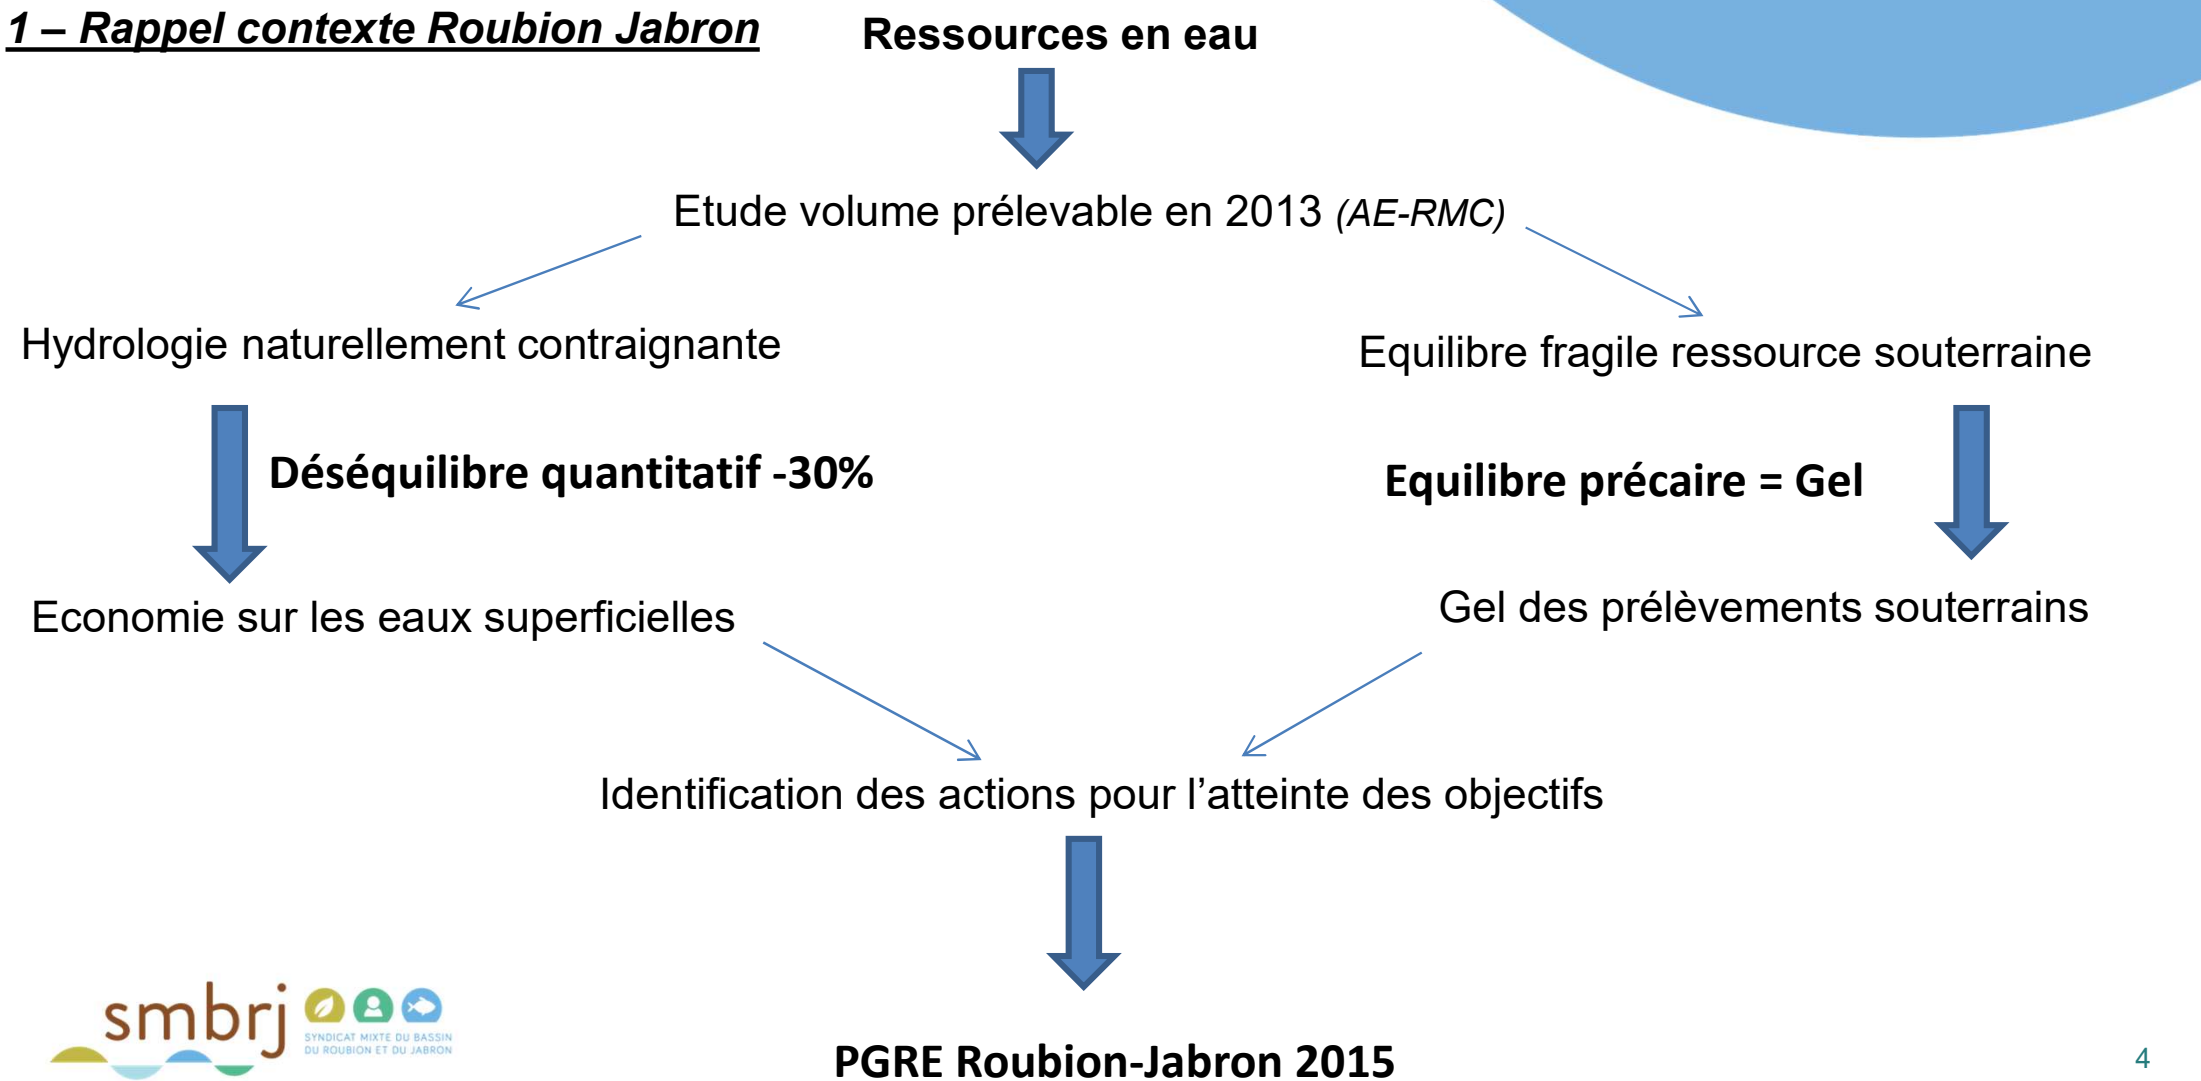 1 – Rappel contexte Roubion Jabron
Ressources en eau
Etude volume prélevable en 2013 (AE-RMC)
Hydrologie naturellement contraignante
Equilibre fragile ressource souterraine
Déséquilibre quantitatif -30%
Equilibre précaire = Gel
Economie sur les eaux superficielles
Gel des prélèvements souterrains
Identification des actions pour l’atteinte des objectifs
smbrj
SYNDICAT MIXTE DU BASSIN
DU ROUBION ET DU JABRON
PGRE Roubion-Jabron 2015
4